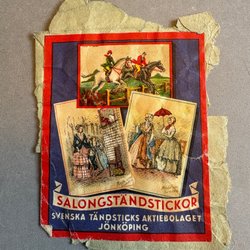 SALONGSTÄNDSTICKOR
SVENSKA TÄNDSTICKS AKTIEBOLAGET
JÖNKÖPING